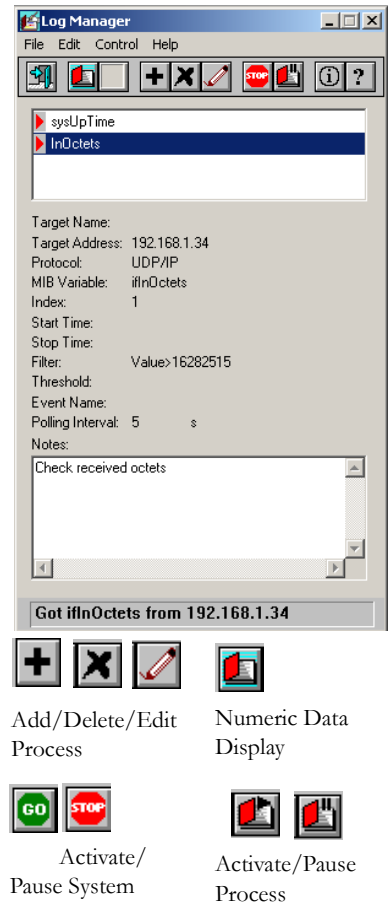 Log Manager
File Edit Control Help
STOP
?
sysUpTime
InOctets
Target Name:
Target Address: 192.168.1.34
Protocol: UDP/IP
MIB Variable: ifInOctets
Index: 1
Start Time:
Stop Time:
Filter: Value>16282515
Threshold:
Event Name:
Polling Interval: 5 s
Notes:
Check received octets
Got ifInOctets from 192.168.1.34
Add/Delete/Edit
Process
Numeric Data
Display
GO STOP
Activate/
Pause System
Activate/Pause
Process